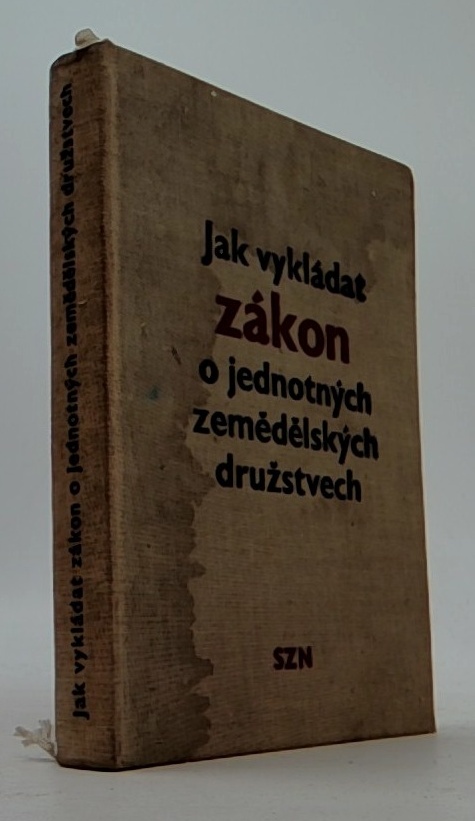 Jak vykládat zákon o jednotných zemědělských družstvech
Jak vykládat
zákon
o jednotných
zemědělských
družstvech
SZN